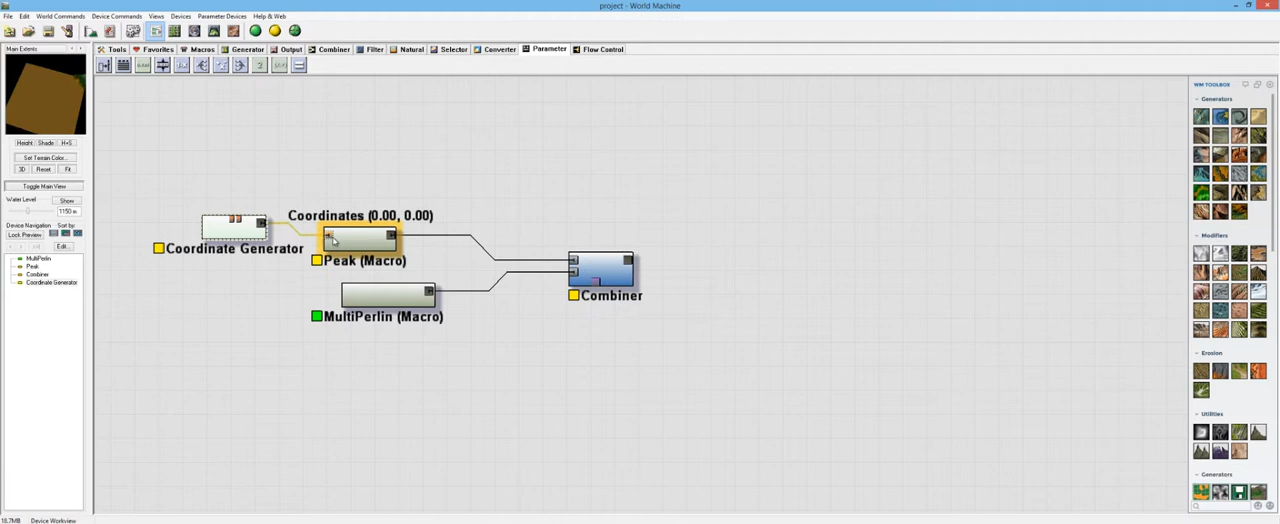 project - World Machine
File Edit World Commands Device Commands Views Devices Parameter Devices Help & Web
Main Extents
Tools Favorites Macros Generator Output Combiner Filter Natural Selector Converter Parameter Flow Control
Height Shade H+S
Set Terrain Color...
3D Reset Fit
Toggle Main View
Water Level Show
1150 m
Device Navigation Sort by:
Lock Preview
Edit...
MultiPerlin
Peak
Combiner
Coordinate Generator
Coordinates (0.00, 0.00)
Coordinate Generator
Peak (Macro)
MultiPerlin (Macro)
Combiner
WM TOOLBOX
Generators
Modifiers
Erosion
Utilities
Generators
18.7MB Device Workview